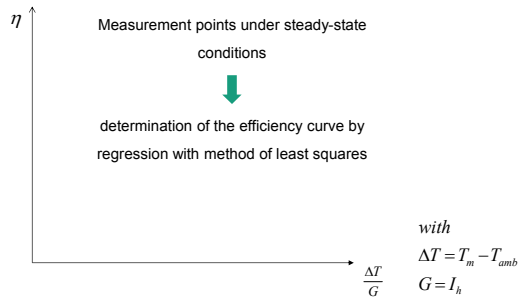 η
Measurement points under steady-state
conditions
determination of the efficiency curve by
regression with method of least squares
ΔT
G
with
ΔT = T_m − T_amb
G = I_h